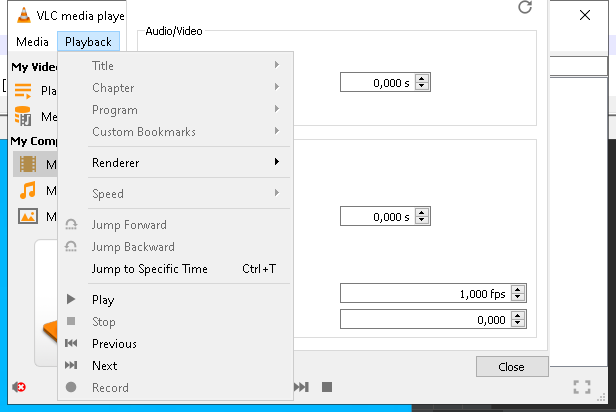 VLC media playe
Media Playback
Audio/Video
My Vide
Title
Pla
Chapter
0,000 s
Program
Me
Custom Bookmarks
My Comp
Renderer
M
Speed
M
M
0,000 s
Jump Forward
Jump Backward
Jump to Specific Time Ctrl+T
Play
1,000 fps
Stop
0,000
Previous
Next
Close
Record